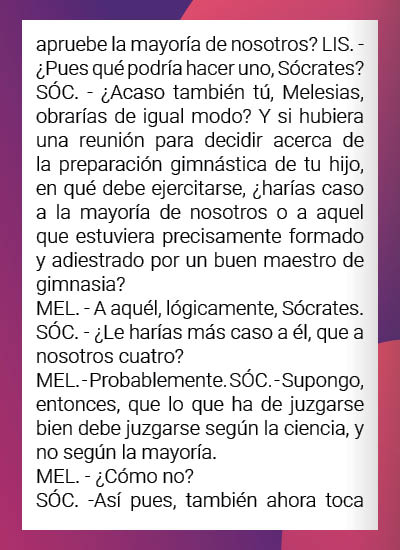 apruebe la mayoría de nosotros? LIS. -
¿Pues qué podría hacer uno, Sócrates?
SÓC. - ¿Acaso también tú, Melesias,
obrarías de igual modo? Y si hubiera
una reunión para decidir acerca de
la preparación gimnástica de tu hijo,
en qué debe ejercitarse, ¿harías caso
a la mayoría de nosotros o a aquel
que estuviera precisamente formado
y adiestrado por un buen maestro de
gimnasia?
MEL. - A aquél, lógicamente, Sócrates.
SÓC. - ¿Le harías más caso a él, que a
nosotros cuatro?
MEL. - Probablemente. SÓC. - Supongo,
entonces, que lo que ha de juzgarse
bien debe juzgarse según la ciencia, y
no según la mayoría.
MEL. - ¿Cómo no?
SÓC. -Así pues, también ahora toca